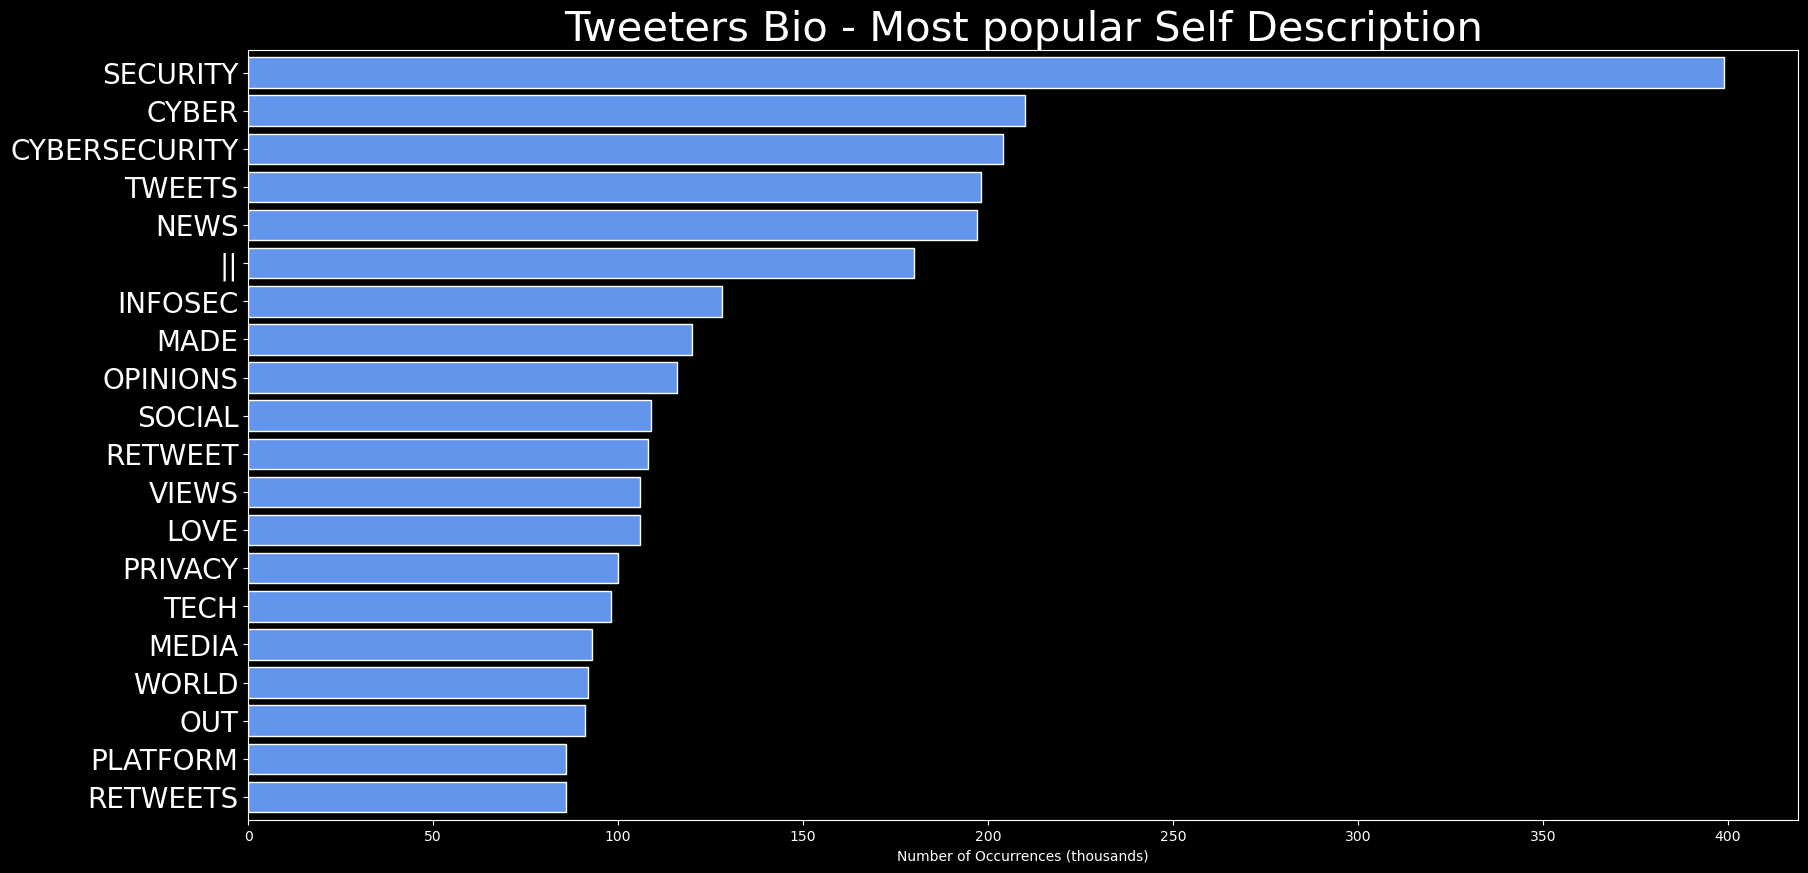 Tweeters Bio - Most popular Self Description
SECURITY
CYBER
CYBERSECURITY
TWEETS
NEWS
||
INFOSEC
MADE
OPINIONS
SOCIAL
RETWEET
VIEWS
LOVE
PRIVACY
TECH
MEDIA
WORLD
OUT
PLATFORM
RETWEETS
0 50 100 150 200 250 300 350 400
Number of Occurrences (thousands)